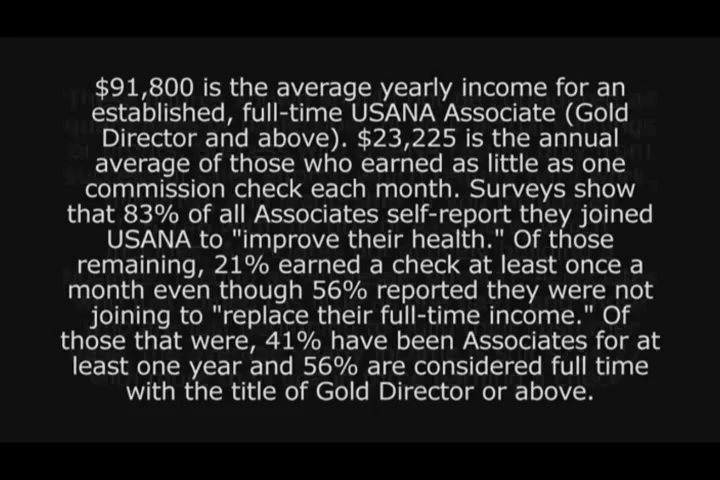 $91,800 is the average yearly income for an
established, full-time USANA Associate (Gold
Director and above). $23,225 is the annual
average of those who earned as little as one
commission check each month. Surveys show
that 83% of all Associates self-report they joined
USANA to "improve their health." Of those
remaining, 21% earned a check at least once a
month even though 56% reported they were not
joining to "replace their full-time income." Of
those that were, 41% have been Associates for at
least one year and 56% are considered full time
with the title of Gold Director or above.